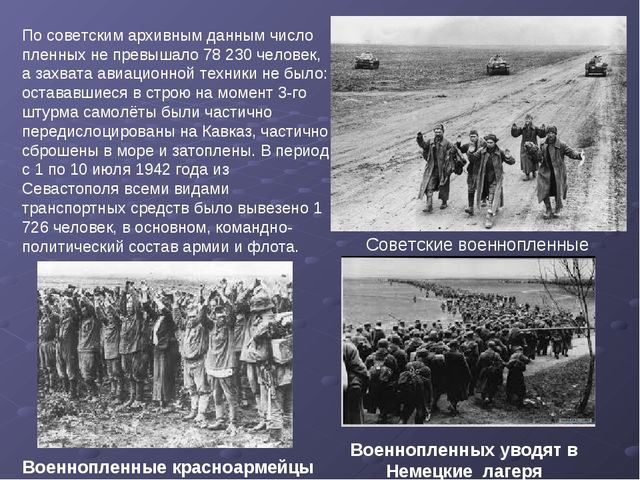 По советским архивным данным число
пленных не превышало 78 230 человек,
а захвата авиационной техники не было:
остававшиеся в строю на момент 3-го
штурма самолёты были частично
передислоцированы на Кавказ, частично
сброшены в море и затоплены. В период
с 1 по 10 июля 1942 года из
Севастополя всеми видами
транспортных средств было вывезено 1
726 человек, в основном, командно-
политический состав армии и флота.
Советские военнопленные
Военнопленные красноармейцы
Военнопленных уводят в
Немецкие лагеря